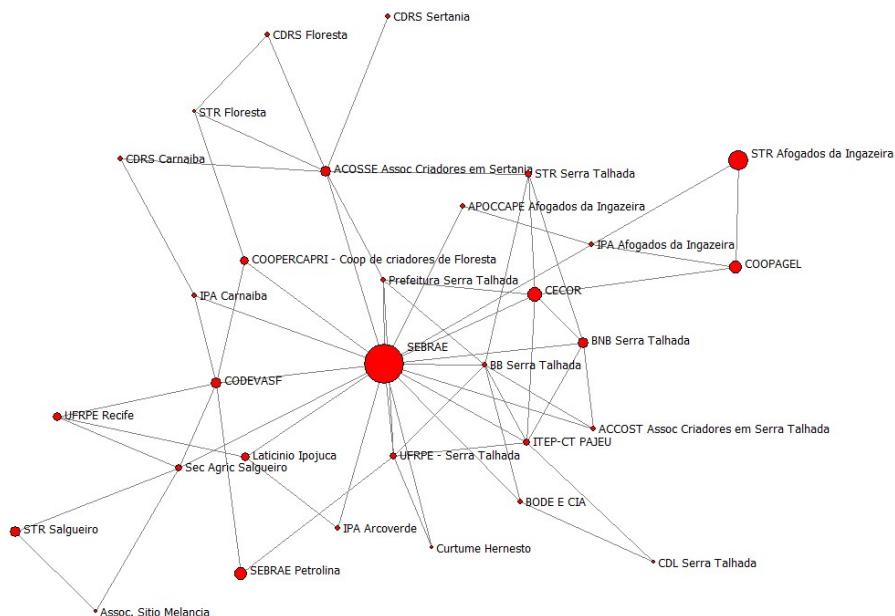 CDRS Sertania
CDRS Floresta
STR Floresta
CDRS Carnaiba
STR Afogados da Ingazeira
ACOSSE Assoc Criadores em Sertania
STR Serra Talhada
APOCCAPE Afogados da Ingazeira
IPA Afogados da Ingazeira
COOPERCAPRI - Coop de criadores de Floresta
COOPAGEL
Prefeitura Serra Talhada
CECOR
IPA Carnaiba
BNB Serra Talhada
SEBRAE
BB Serra Talhada
CODEVASF
UFRPE Recife
ACCOST Assoc Criadores em Serra Talhada
ITEP-CT PAJEU
Laticinio Ipojuca
UFRPE - Serra Talhada
Sec Agric Salgueiro
BODE E CIA
STR Salgueiro
IPA Arcoverde
Curtume Hernesto
CDL Serra Talhada
SEBRAE Petrolina
Assoc. Sitio Melancia